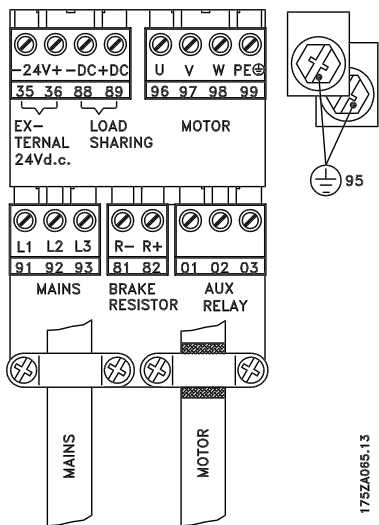 -24V+ -DC+DC
35 36 88 89
EX-
TERNAL
24Vd.c.
LOAD
SHARING
U V W PE
96 97 98 99
MOTOR
95
L1 L2 L3
91 92 93
MAINS
R- R+
81 82
BRAKE
RESISTOR
01 02 03
AUX
RELAY
MAINS
MOTOR
175ZA065.13